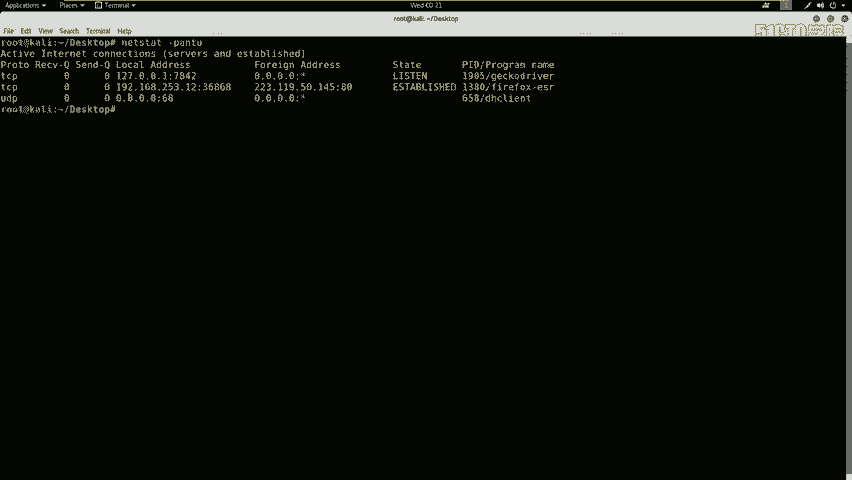 Applications Places Terminal Wed 00 21
root@kali: ~/Desktop
File Edit View Search Terminal Help
root@kali:~/Desktop# netstat -pantu
Active Internet connections (servers and established)
Proto Recv-Q Send-Q Local Address Foreign Address State PID/Program name
tcp 0 0 127.0.0.1:7842 0.0.0.0:* LISTEN 1905/geckodriver
tcp 0 0 192.168.253.12:36868 223.119.50.145:80 ESTABLISHED 1380/firefox-esr
udp 0 0 0.0.0.0:68 0.0.0.0:* 658/dhclient
root@kali:~/Desktop#